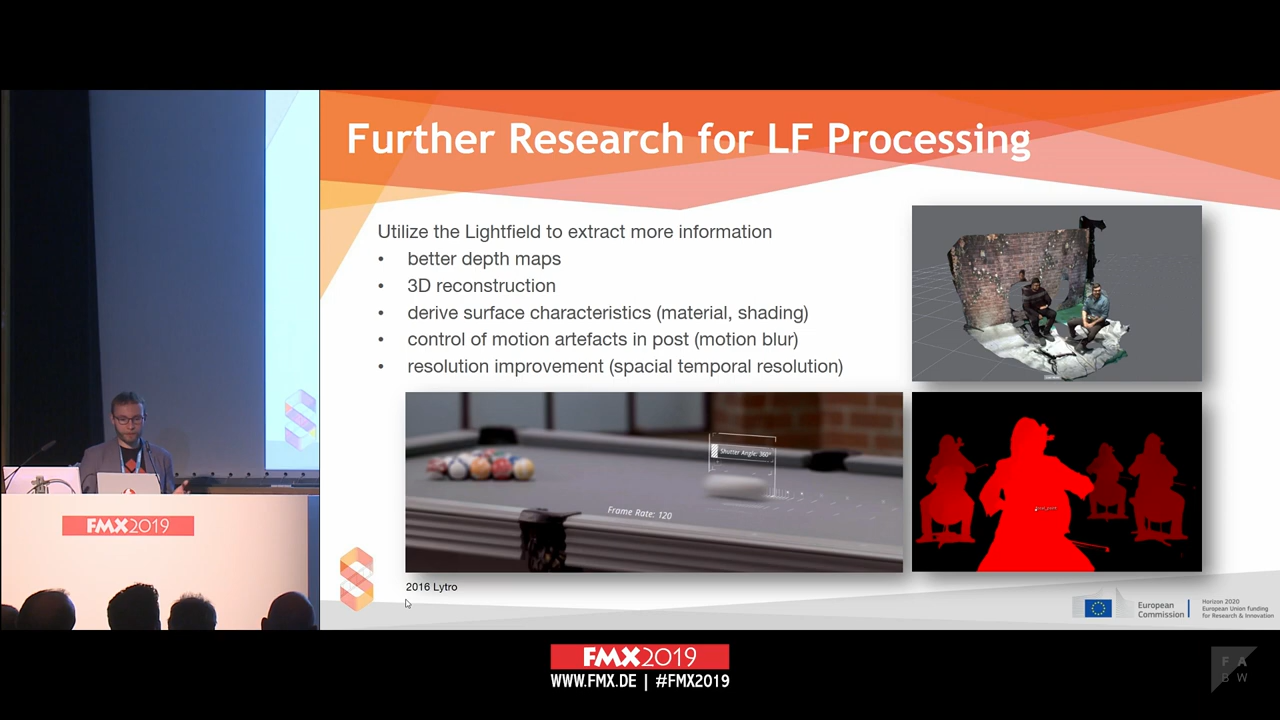 Further Research for LF Processing
Utilize the Lightfield to extract more information
• better depth maps
• 3D reconstruction
• derive surface characteristics (material, shading)
• control of motion artefacts in post (motion blur)
• resolution improvement (spacial temporal resolution)
Shutter Angle: 360°
Frame Rate: 120
2016 Lytro
European
Commission
Horizon 2020
European Union funding
for Research & Innovation
FMX2019
FMX2019
WWW.FMX.DE | #FMX2019
F A
B W